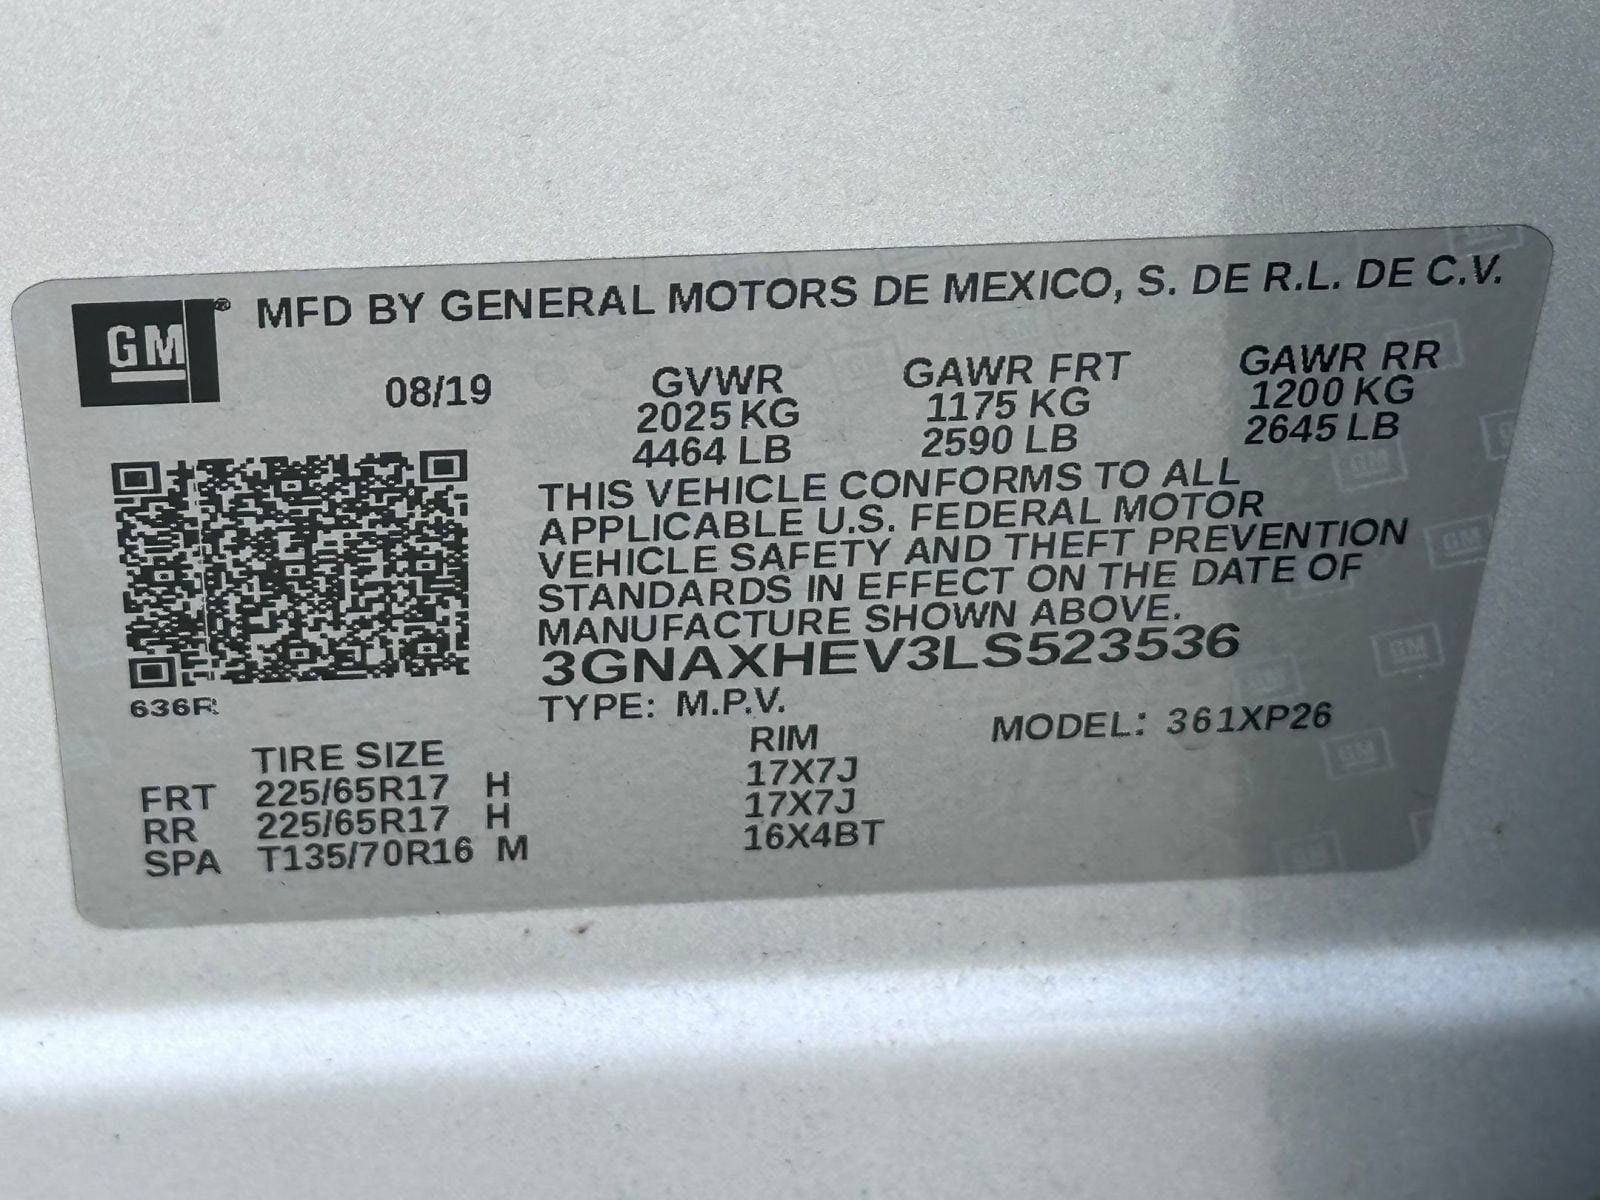 GM® MFD BY GENERAL MOTORS DE MEXICO, S. DE R.L. DE C.V.
08/19 GVWR GAWR FRT GAWR RR
2025 KG 1175 KG 1200 KG
4464 LB 2590 LB 2645 LB
THIS VEHICLE CONFORMS TO ALL
APPLICABLE U.S. FEDERAL MOTOR
VEHICLE SAFETY AND THEFT PREVENTION
STANDARDS IN EFFECT ON THE DATE OF
MANUFACTURE SHOWN ABOVE.
3GNAXHEV3LS523536
636R
TYPE: M.P.V. MODEL: 361XP26
TIRE SIZE RIM
FRT 225/65R17 H 17X7J
RR 225/65R17 H 17X7J
SPA T135/70R16 M 16X4BT